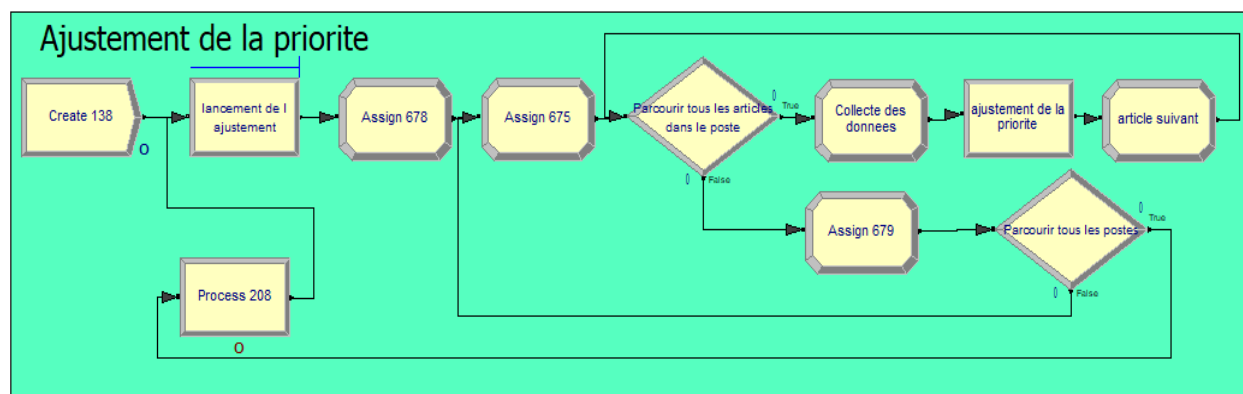 Ajustement de la priorite
Create 138
0
lancement de l
ajustement
Assign 678
Assign 675
Parcourir tous les articles
dans le poste
0
True
0
False
Collecte des
donnees
ajustement de la
priorite
article suivant
Assign 679
Parcourir tous les postes
0
True
0
False
Process 208
0